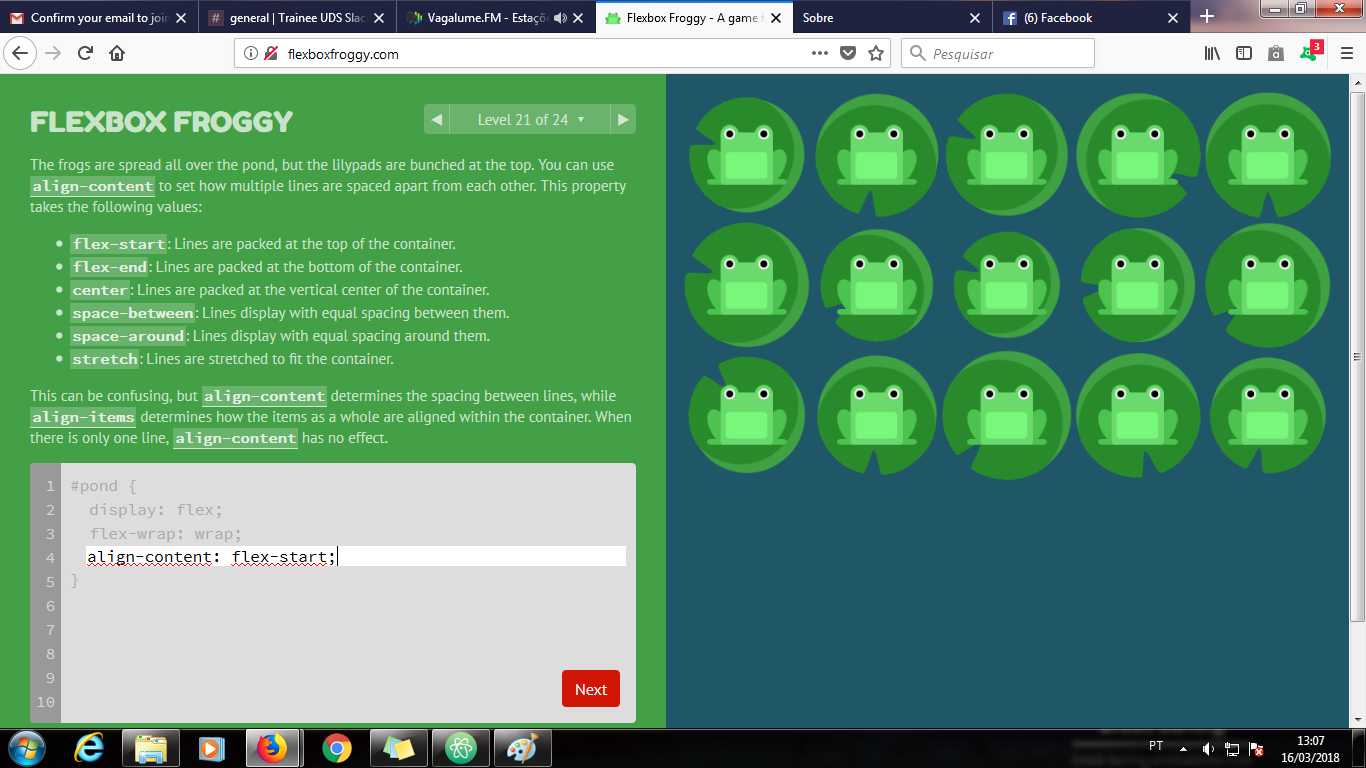 Confirm your email to join
general | Trainee UDS Slac
Vagalume.FM - Estaçõe
Flexbox Froggy - A game f
Sobre
(6) Facebook
flexboxfroggy.com
Pesquisar
3
FLEXBOX FROGGY
Level 21 of 24
The frogs are spread all over the pond, but the lilypads are bunched at the top. You can use
align-content to set how multiple lines are spaced apart from each other. This property
takes the following values:
flex-start: Lines are packed at the top of the container.
flex-end: Lines are packed at the bottom of the container.
center: Lines are packed at the vertical center of the container.
space-between: Lines display with equal spacing between them.
space-around: Lines display with equal spacing around them.
stretch: Lines are stretched to fit the container.
This can be confusing, but align-content determines the spacing between lines, while
align-items determines how the items as a whole are aligned within the container. When
there is only one line, align-content has no effect.
1 #pond {
2 display: flex;
3 flex-wrap: wrap;
4 align-content: flex-start;
5 }
6
7
8
9
10
Next
PT
13:07
16/03/2018